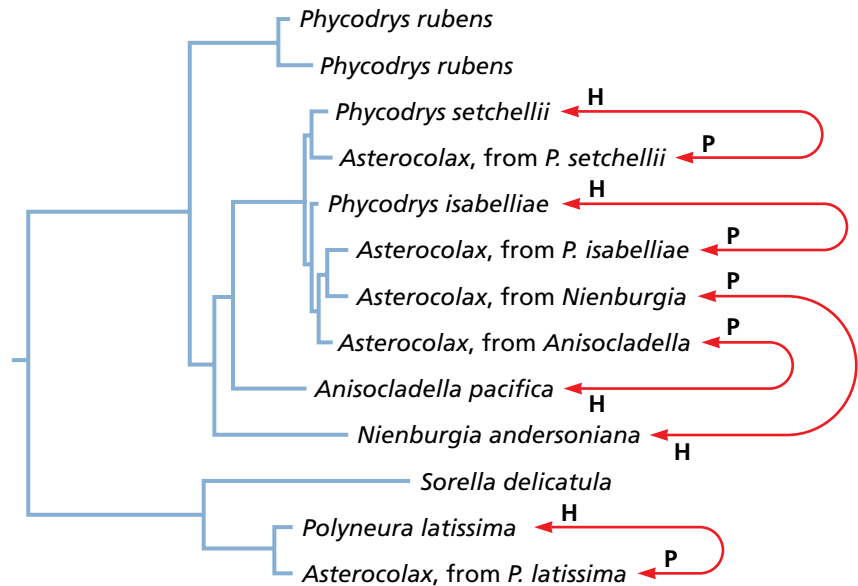 Phycodrys rubens
Phycodrys rubens
Phycodrys setchellii H
Asterocolax, from P. setchellii P
Phycodrys isabelliae H
Asterocolax, from P. isabelliae P
Asterocolax, from Nienburgia P
Asterocolax, from Anisocladella P
Anisocladella pacifica H
Nienburgia andersoniana H
Sorella delicatula
Polyneura latissima H
Asterocolax, from P. latissima P